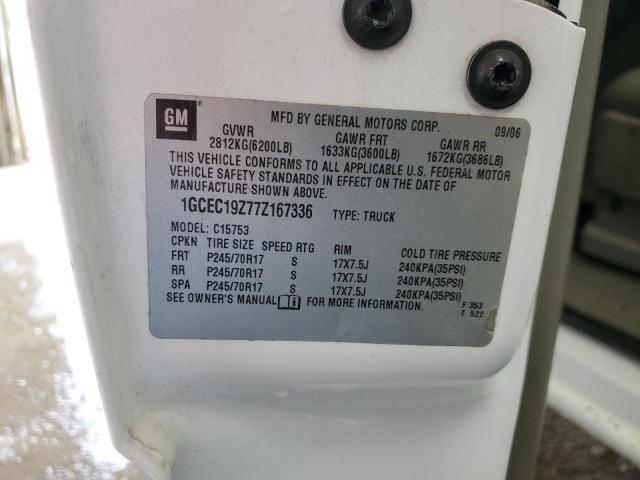 GM
MFD BY GENERAL MOTORS CORP. 09/06
GVWR GAWR FRT GAWR RR
2812KG(6200LB) 1633KG(3600LB) 1672KG(3686LB)
THIS VEHICLE CONFORMS TO ALL APPLICABLE U.S. FEDERAL MOTOR
VEHICLE SAFETY STANDARDS IN EFFECT ON THE DATE OF
MANUFACTURE SHOWN ABOVE.
1GCEC19Z77Z167336 TYPE: TRUCK
MODEL: C15753
CPKN TIRE SIZE SPEED RTG RIM COLD TIRE PRESSURE
FRT P245/70R17 S 17X7.5J 240KPA(35PSI)
RR P245/70R17 S 17X7.5J 240KPA(35PSI)
SPA P245/70R17 S 17X7.5J 240KPA(35PSI)
SEE OWNER'S MANUAL FOR MORE INFORMATION.
F 353
T 522